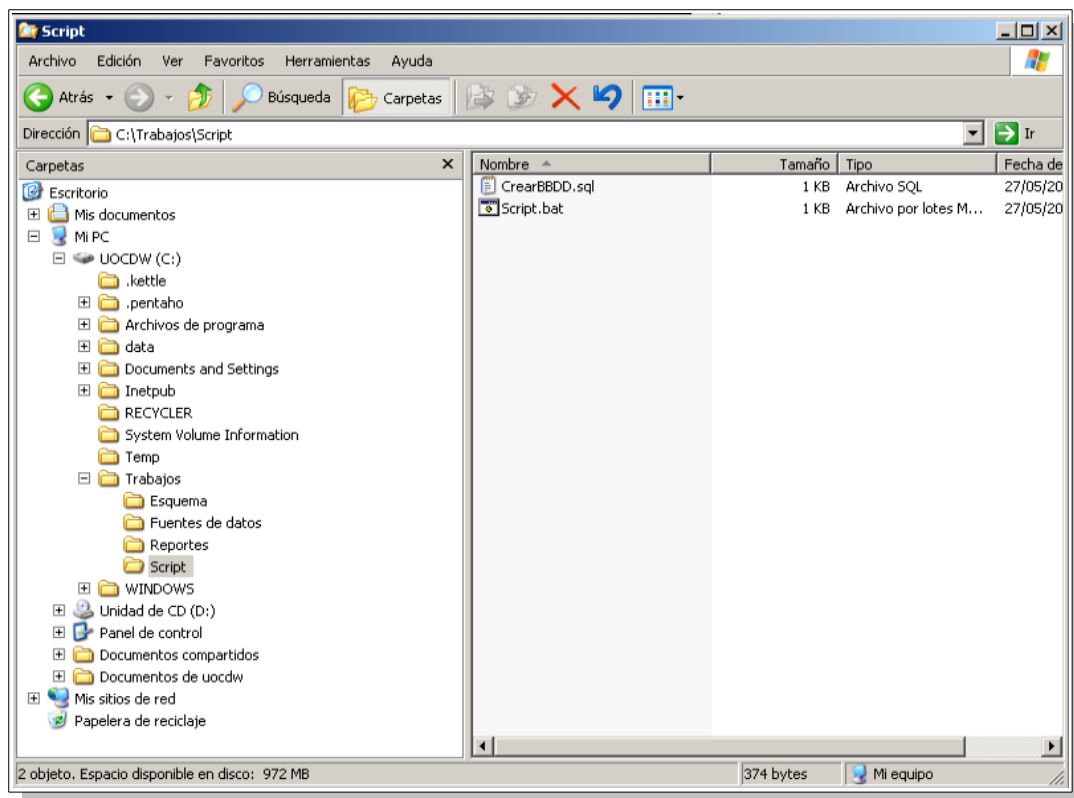 Script
Archivo Edición Ver Favoritos Herramientas Ayuda
Atrás Búsqueda Carpetas
Dirección C:\Trabajos\Script Ir
Carpetas
Escritorio
Mis documentos
Mi PC
UOCDW (C:)
.kettle
.pentaho
Archivos de programa
data
Documents and Settings
Inetpub
RECYCLER
System Volume Information
Temp
Trabajos
Esquema
Fuentes de datos
Reportes
Script
WINDOWS
Unidad de CD (D:)
Panel de control
Documentos compartidos
Documentos de uocdw
Mis sitios de red
Papelera de reciclaje
Nombre Tamaño Tipo Fecha de
CrearBBDD.sql 1 KB Archivo SQL 27/05/20
Script.bat 1 KB Archivo por lotes M... 27/05/20
2 objeto. Espacio disponible en disco: 972 MB 374 bytes Mi equipo